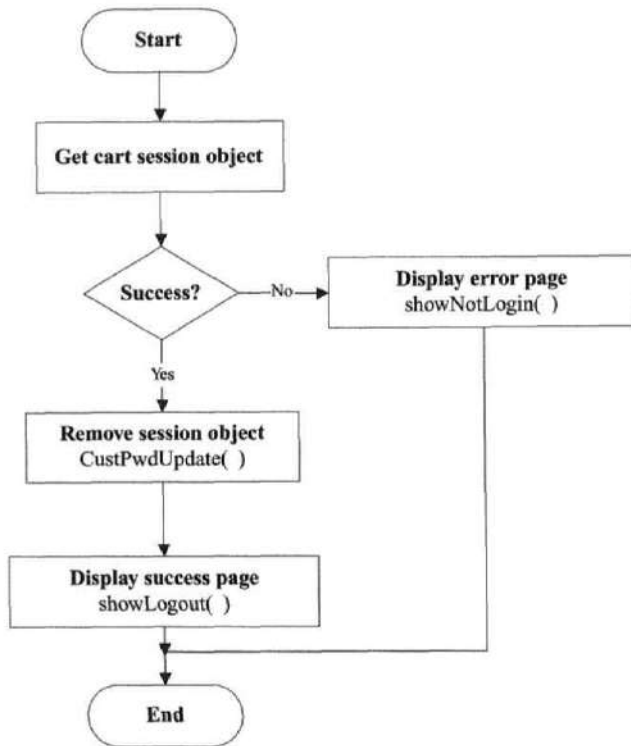 Start
Get cart session object
Success?
No
Display error page
showNotLogin( )
Yes
Remove session object
CustPwdUpdate( )
Display success page
showLogout( )
End